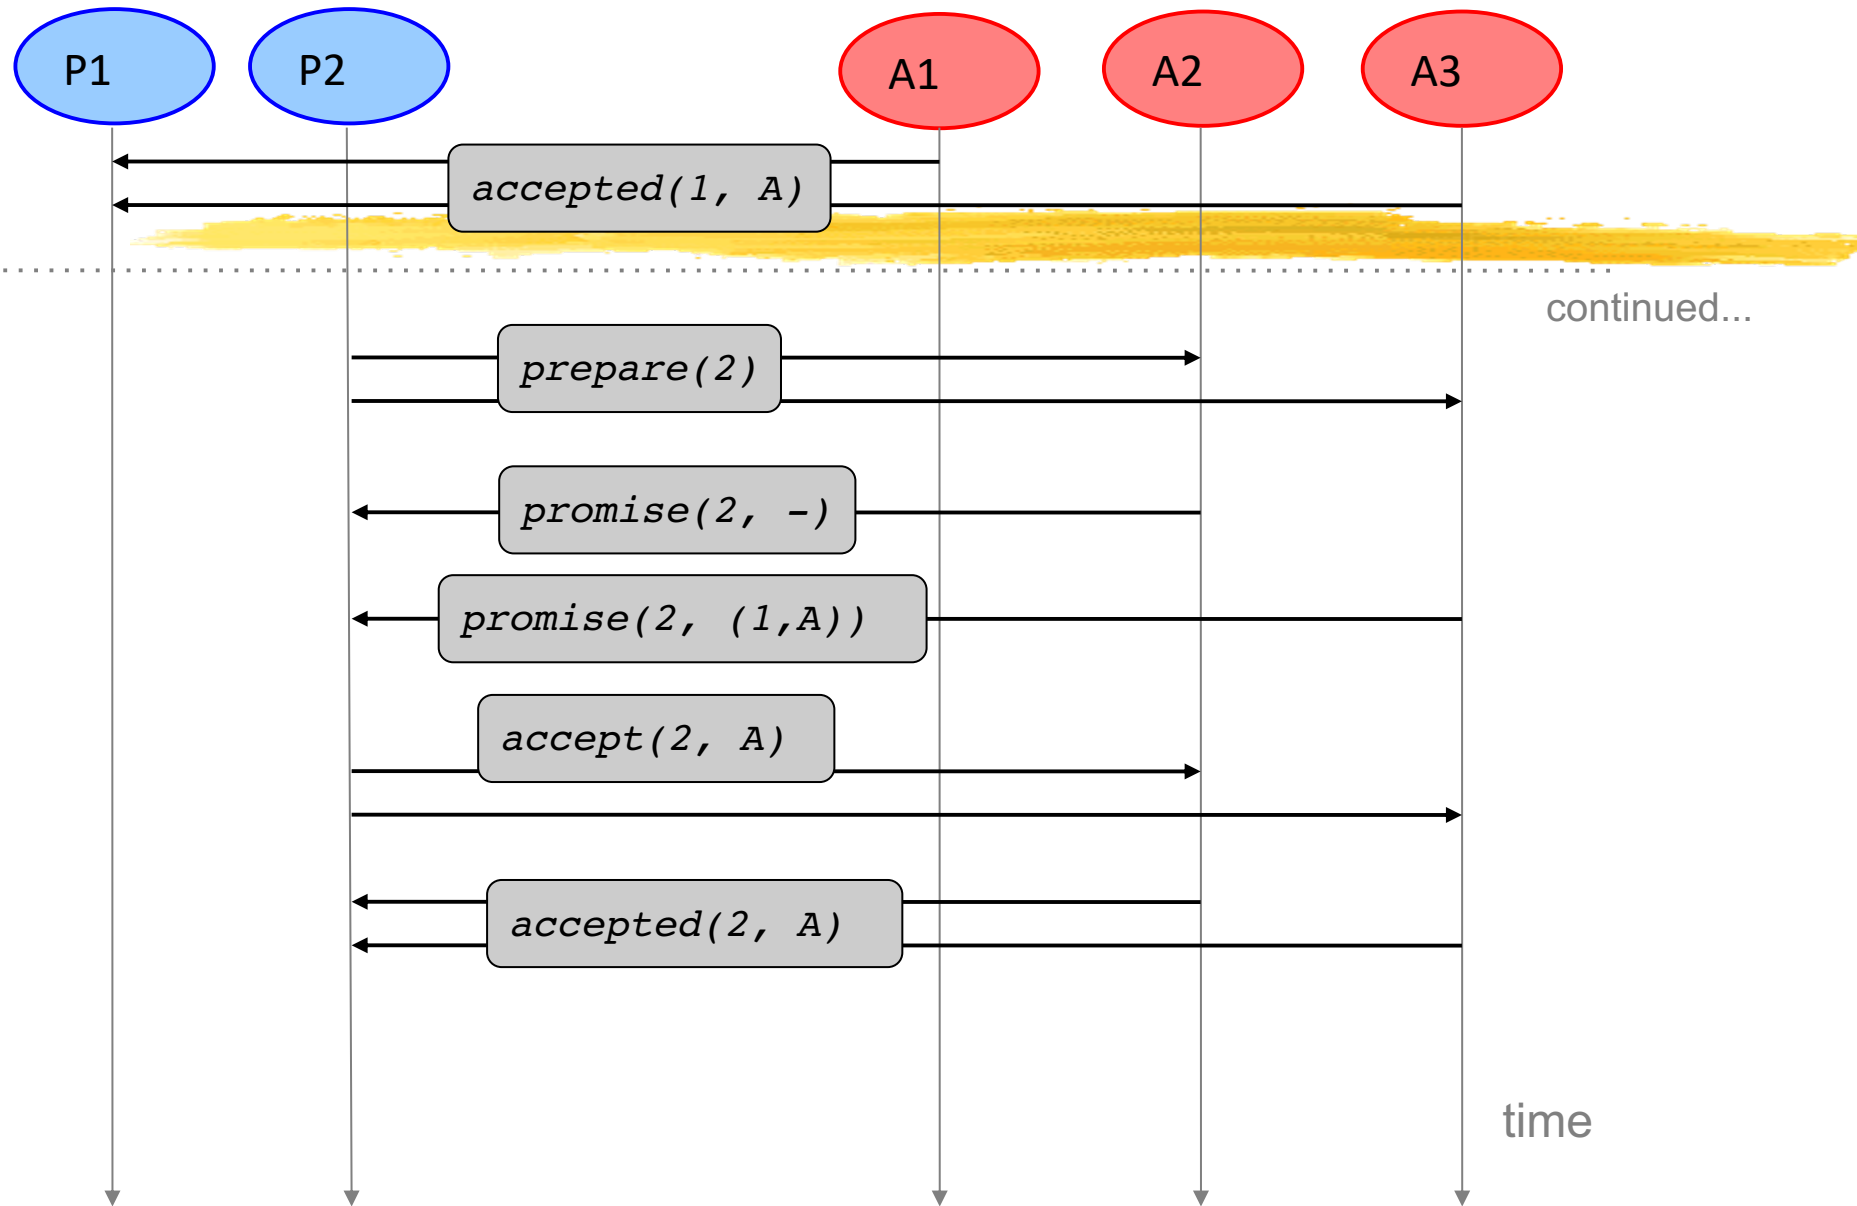 P1
P2
A1
A2
A3
accepted(1, A)
continued...
prepare(2)
promise(2, -)
promise(2, (1,A))
accept(2, A)
accepted(2, A)
time